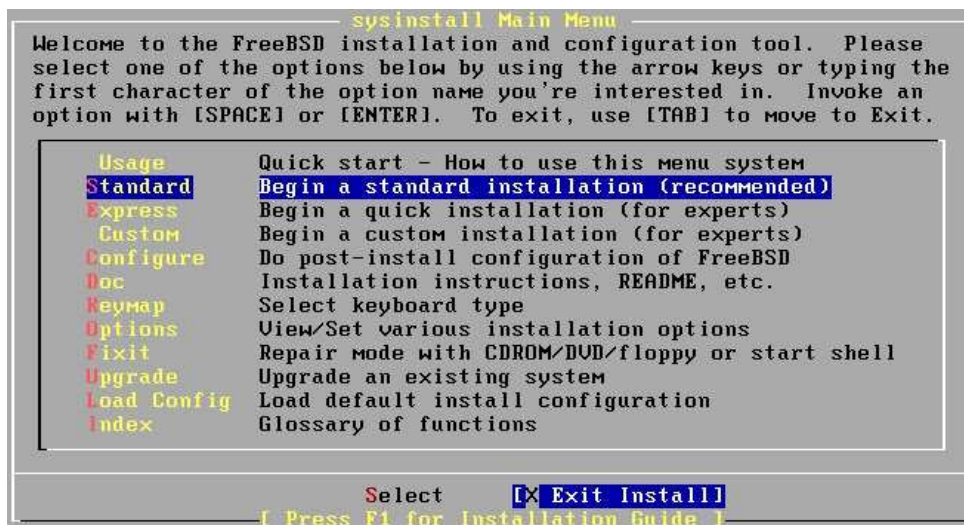 sysinstall Main Menu
Welcome to the FreeBSD installation and configuration tool. Please
select one of the options below by using the arrow keys or typing the
first character of the option name you're interested in. Invoke an
option with [SPACE] or [ENTER]. To exit, use [TAB] to move to Exit.
Usage Quick start - How to use this menu system
Standard Begin a standard installation (recommended)
Express Begin a quick installation (for experts)
Custom Begin a custom installation (for experts)
Configure Do post-install configuration of FreeBSD
Doc Installation instructions, README, etc.
Keymap Select keyboard type
Options View/Set various installation options
Fixit Repair mode with CDROM/DVD/floppy or start shell
Upgrade Upgrade an existing system
Load Config Load default install configuration
Index Glossary of functions
Select [X Exit Install]
[ Press F1 for Installation Guide ]